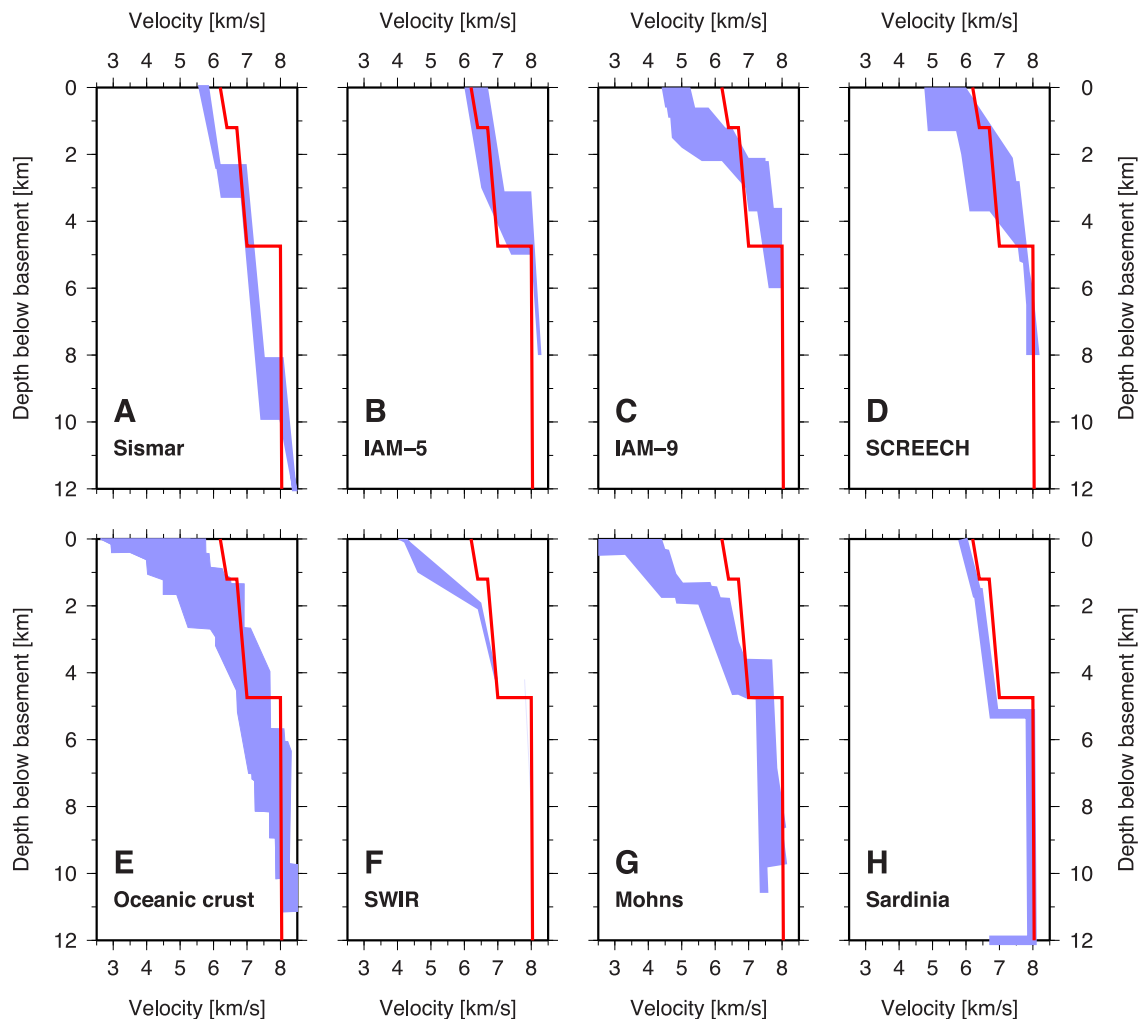 Velocity [km/s] Velocity [km/s] Velocity [km/s] Velocity [km/s]
3 4 5 6 7 8 3 4 5 6 7 8 3 4 5 6 7 8 3 4 5 6 7 8
0 0
2 2
4 4
6 6
8 8
10 10
12 12
Depth below basement [km]
Depth below basement [km]
A B C D
Sismar IAM–5 IAM–9 SCREECH
0 0
2 2
4 4
6 6
8 8
10 10
12 12
Depth below basement [km]
Depth below basement [km]
E F G H
Oceanic crust SWIR Mohns Sardinia
3 4 5 6 7 8 3 4 5 6 7 8 3 4 5 6 7 8 3 4 5 6 7 8
Velocity [km/s] Velocity [km/s] Velocity [km/s] Velocity [km/s]